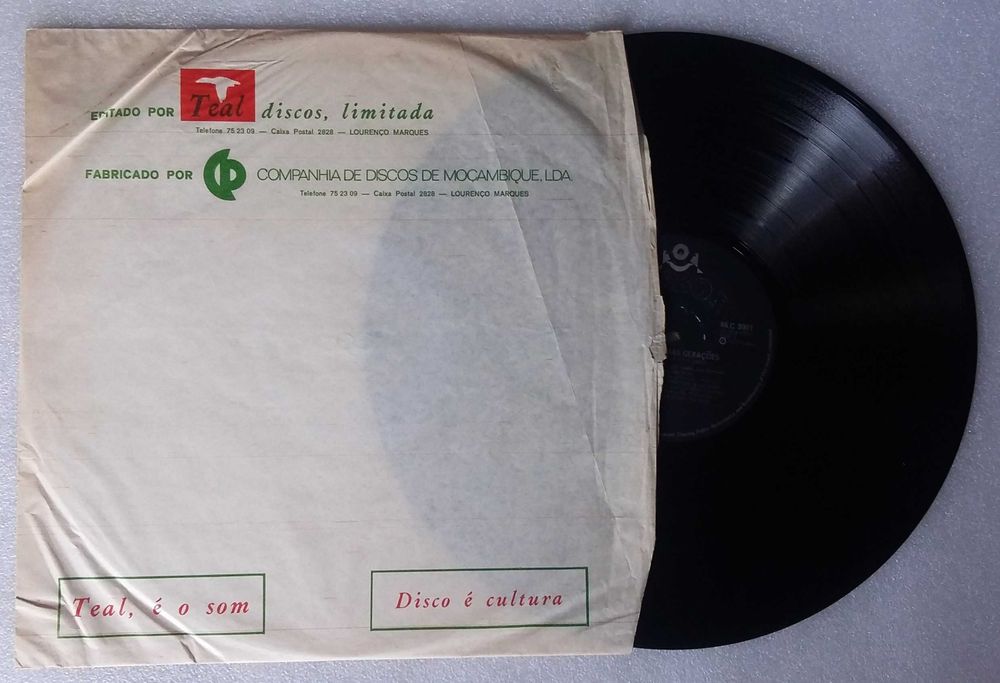 EDITADO POR Teal discos, limitada
Telefone 75 23 09 — Caixa Postal 2828 — LOURENÇO MARQUES
FABRICADO POR COMPANHIA DE DISCOS DE MOÇAMBIQUE, LDA.
Telefone 75 23 09 — Caixa Postal 2828 — LOURENÇO MARQUES
GERAÇÕES
Teal, é o som
Disco é cultura